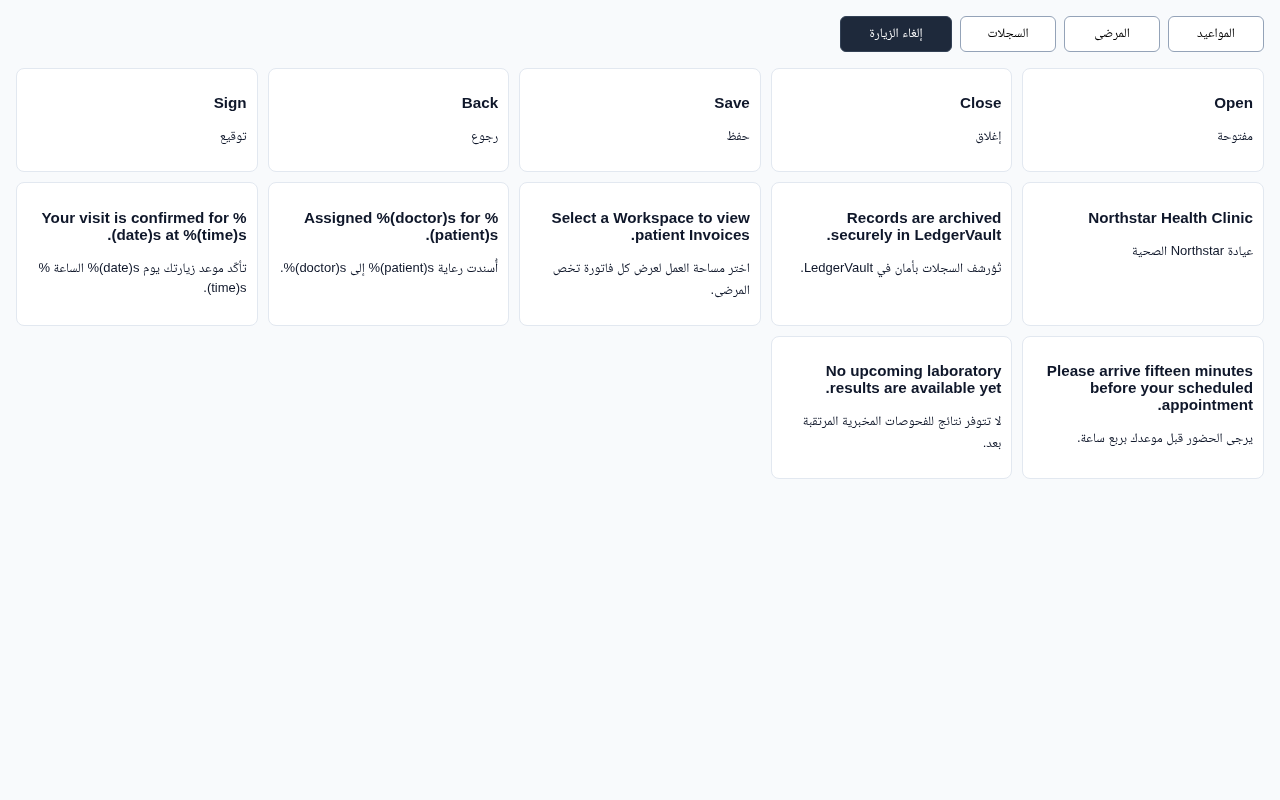 المواعيد
المرضى
السجلات
إلغاء الزيارة
Open
مفتوحة
Close
إغلاق
Save
حفظ
Back
رجوع
Sign
توقيع
Northstar Health Clinic
عيادة Northstar الصحية
Records are archived
securely in LedgerVault.
تُؤرشف السجلات بأمان في LedgerVault.
Select a Workspace to view
patient Invoices.
اختر مساحة العمل لعرض كل فاتورة تخص
المرضى.
Assigned %(doctor)s for %
(patient)s.
أُسندت رعاية %(patient)s إلى %(doctor)s.
Your visit is confirmed for %
(date)s at %(time)s.
تأكّد موعد زيارتك يوم %(date)s الساعة %
(time)s.
Please arrive fifteen minutes
before your scheduled
appointment.
يرجى الحضور قبل موعدك بربع ساعة.
No upcoming laboratory
results are available yet.
لا تتوفر نتائج للفحوصات المخبرية المرتقبة
بعد.